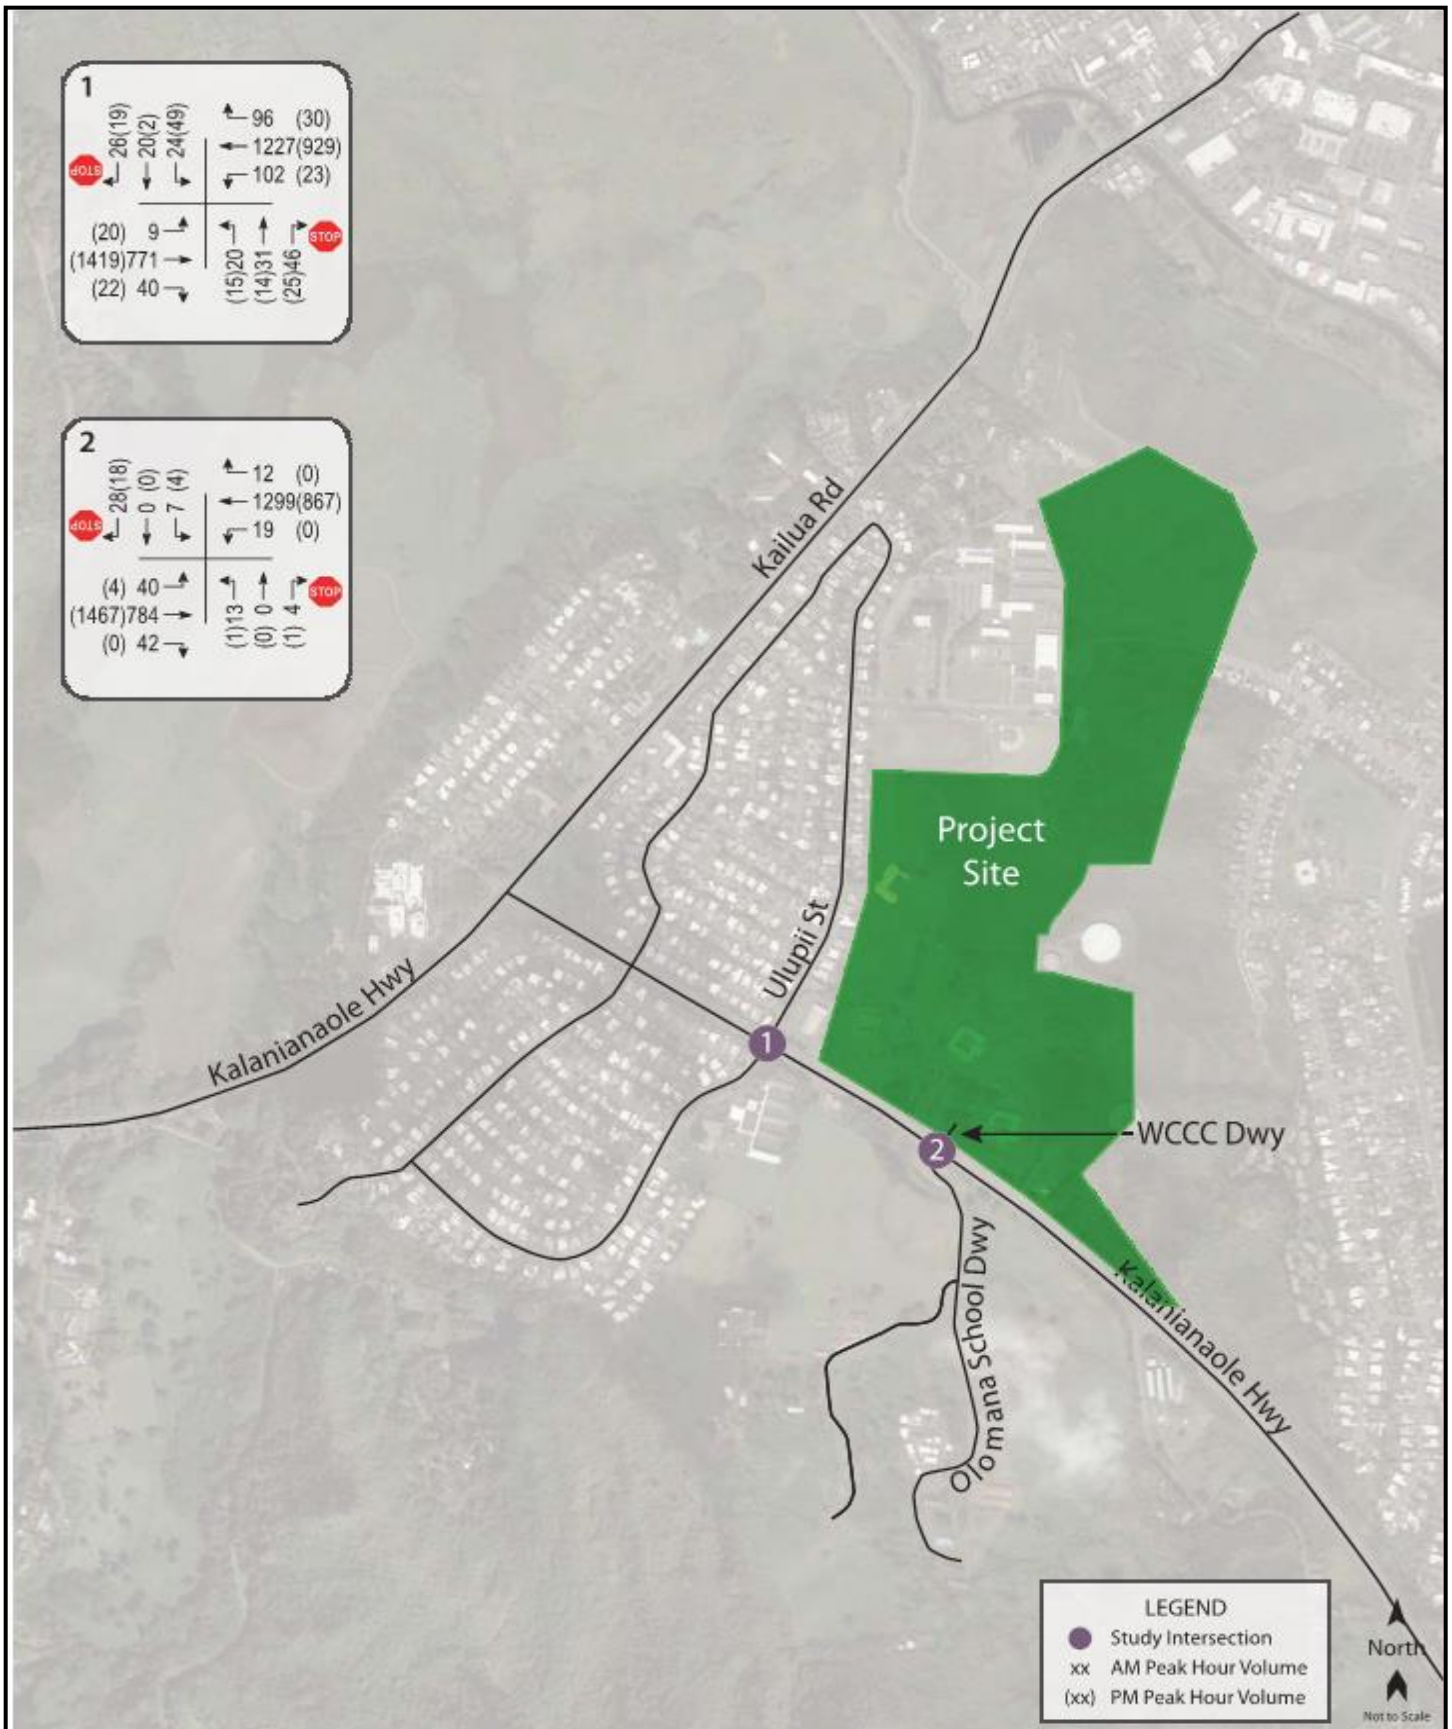 1
26(19)
20(2)
24(49)
96 (30)
1227(929)
102 (23)
STOP
(20) 9
(1419)771
(22) 40
(15)20
(14)31
(25)46
STOP
2
28(18)
0 (0)
7 (4)
12 (0)
1299(867)
19 (0)
STOP
(4) 40
(1467)784
(0) 42
(1)13
(0) 0
(1) 4
STOP
Kailua Rd
Project
Site
Ulupii St
Kalanianaole Hwy
1
WCCC Dwy
2
Olomana School Dwy
Kalanianaole Hwy
LEGEND
Study Intersection
xx AM Peak Hour Volume
(xx) PM Peak Hour Volume
North
Not to Scale